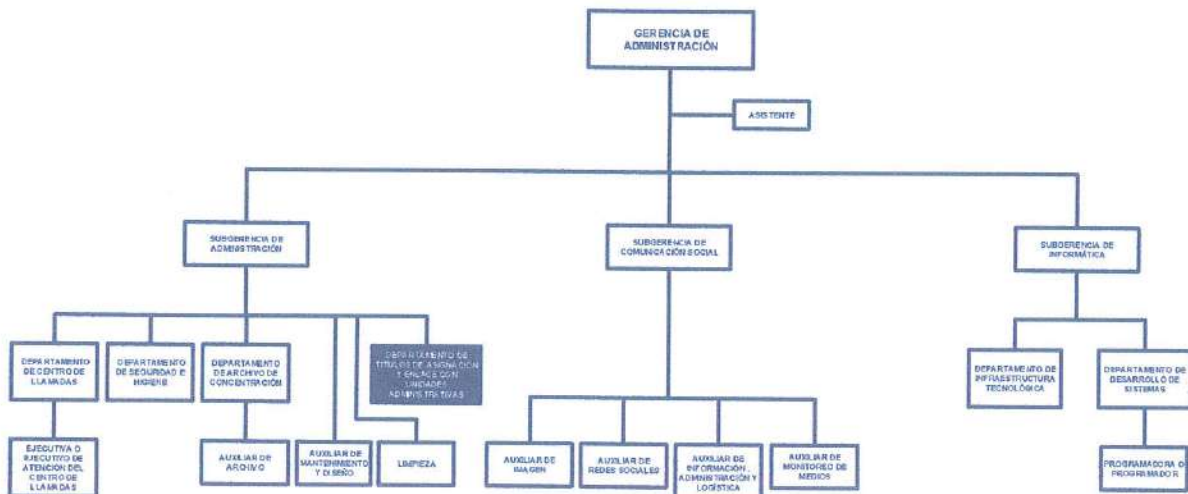 GERENCIA DE
ADMINISTRACIÓN
ASISTENTE
SUBGERENCIA DE
ADMINISTRACIÓN
SUBGERENCIA DE
COMUNICACIÓN SOCIAL
SUBGERENCIA DE
INFORMÁTICA
DEPARTAMENTO
DE CENTRO DE
LLAMADAS
DEPARTAMENTO
DE SEGURIDAD E
HIGIENE
DEPARTAMENTO
DE ARCHIVO DE
CONCENTRACIÓN
DEPARTAMENTO DE
TITULOS DE ASIGNACIÓN
Y ENLACE CON
UNIDADES
ADMINISTRATIVAS
DEPARTAMENTO DE
INFRAESTRUCTURA
TECNOLÓGICA
DEPARTAMENTO DE
DESARROLLO DE
SISTEMAS
EJECUTIVA O
EJECUTIVO DE
ATENCIÓN DEL
CENTRO DE
LLAMADAS
AUXILIAR DE
ARCHIVO
AUXILIAR DE
MANTENIMIENTO
Y DISEÑO
LIMPIEZA
AUXILIAR DE
IMAGEN
AUXILIAR DE
REDES SOCIALES
AUXILIAR DE
INFORMACIÓN,
ADMINISTRACIÓN Y
LOGÍSTICA
AUXILIAR DE
MONITOREO DE
MEDIOS
PROGRAMADORA O
PROGRAMADOR